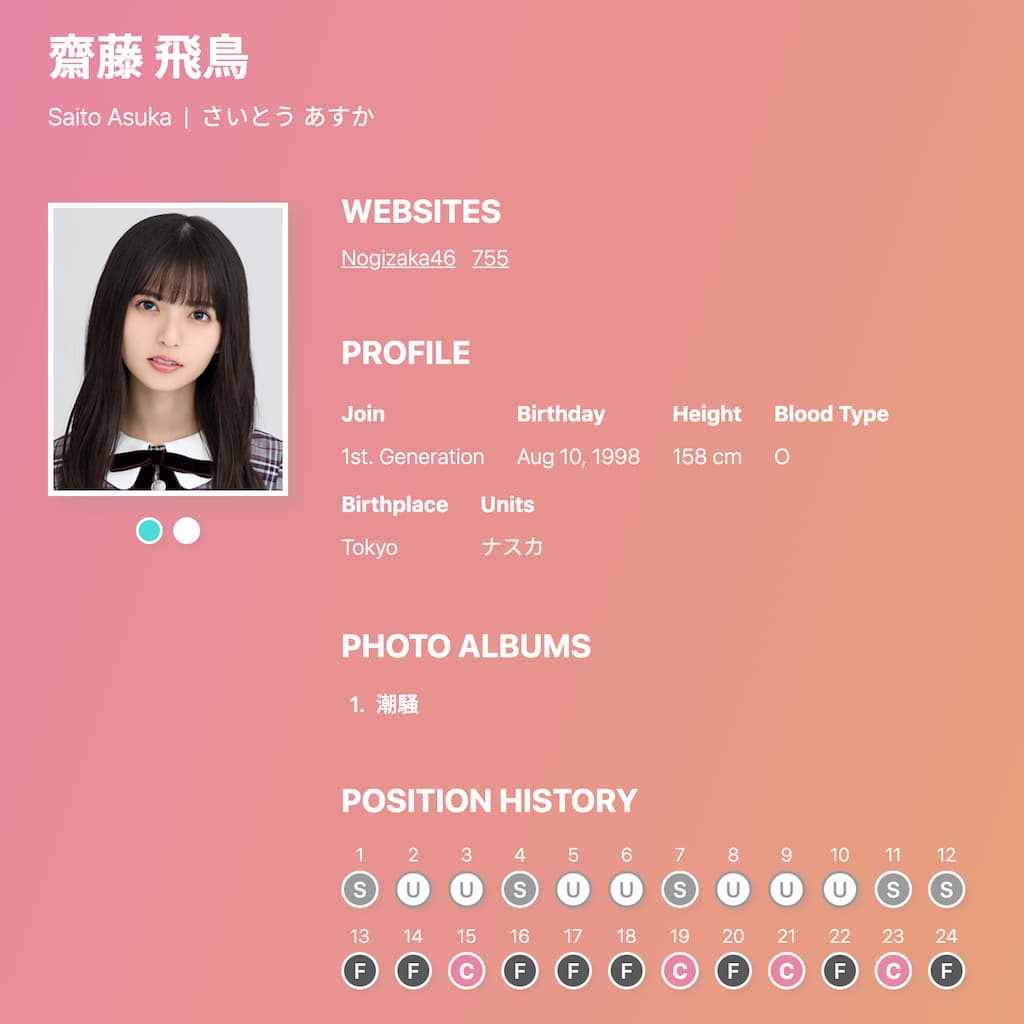 齋藤 飛鳥
Saito Asuka | さいとう あすか
WEBSITES
Nogizaka46 755
PROFILE
Join Birthday Height Blood Type
1st. Generation Aug 10, 1998 158 cm O
Birthplace Units
Tokyo ナスカ
PHOTO ALBUMS
1. 潮騒
POSITION HISTORY
1 2 3 4 5 6 7 8 9 10 11 12
S U U S U U S U U U S S
13 14 15 16 17 18 19 20 21 22 23 24
F F C F F F C F C F C F